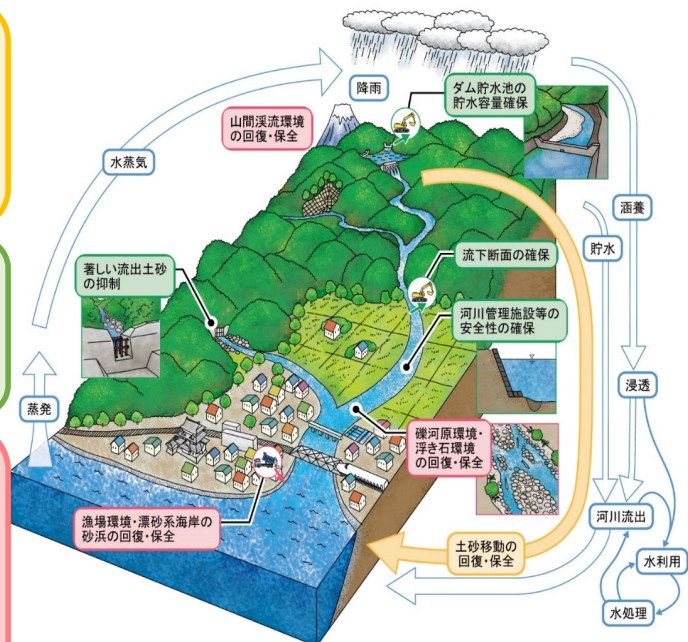 降雨
ダム貯水池の
貯水容量確保
山間渓流環境
の回復・保全
水蒸気
涵養
貯水
著しい流出土砂
の抑制
流下断面の確保
河川管理施設等の
安全性の確保
浸透
蒸発
礫河原環境・
浮き石環境
の回復・保全
漁場環境・漂砂系海岸の
砂浜の回復・保全
河川流出
土砂移動の
回復・保全
水利用
水処理